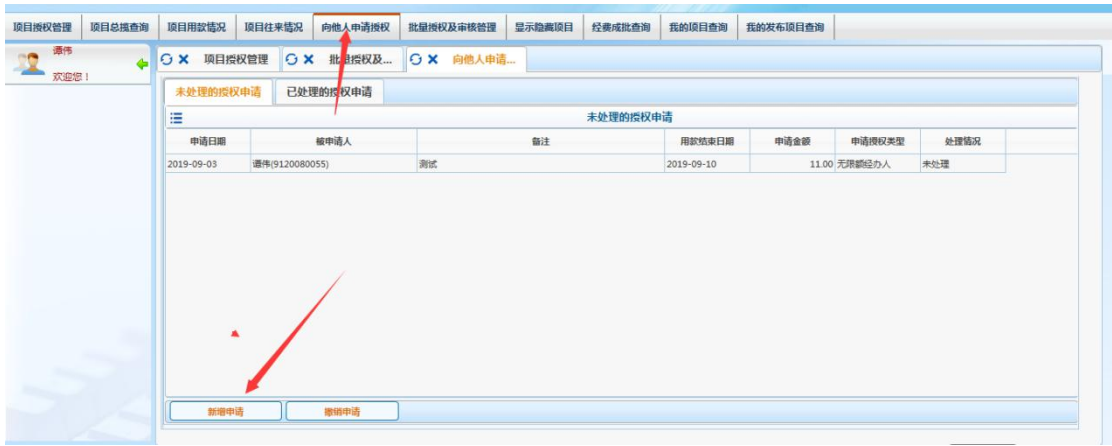 项目授权管理 项目总揽查询 项目用款情况 项目往来情况 向他人申请授权 批量授权及审核管理 显示隐藏项目 经费成批查询 我的项目查询 我的发布项目查询
谭伟
欢迎您！
项目授权管理 批量授权及... 向他人申请...
未处理的授权申请 已处理的授权申请
未处理的授权申请
申请日期 被申请人 备注 用款结束日期 申请金额 申请授权类型 处理情况
2019-09-03 谭伟(9120080055) 测试 2019-09-10 11.00 无限额经办人 未处理
新增申请 撤销申请